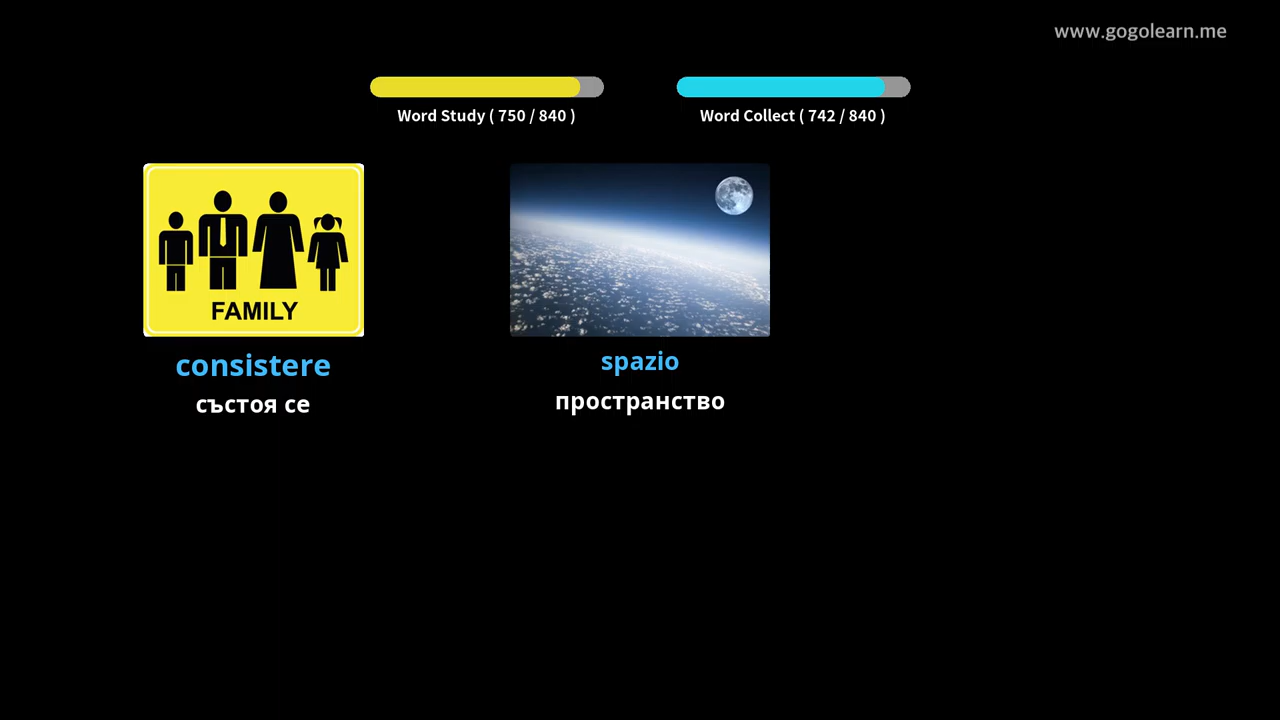 www.gogolearn.me
Word Study ( 750 / 840 )
Word Collect ( 742 / 840 )
FAMILY
consistere
състоя се
spazio
пространство